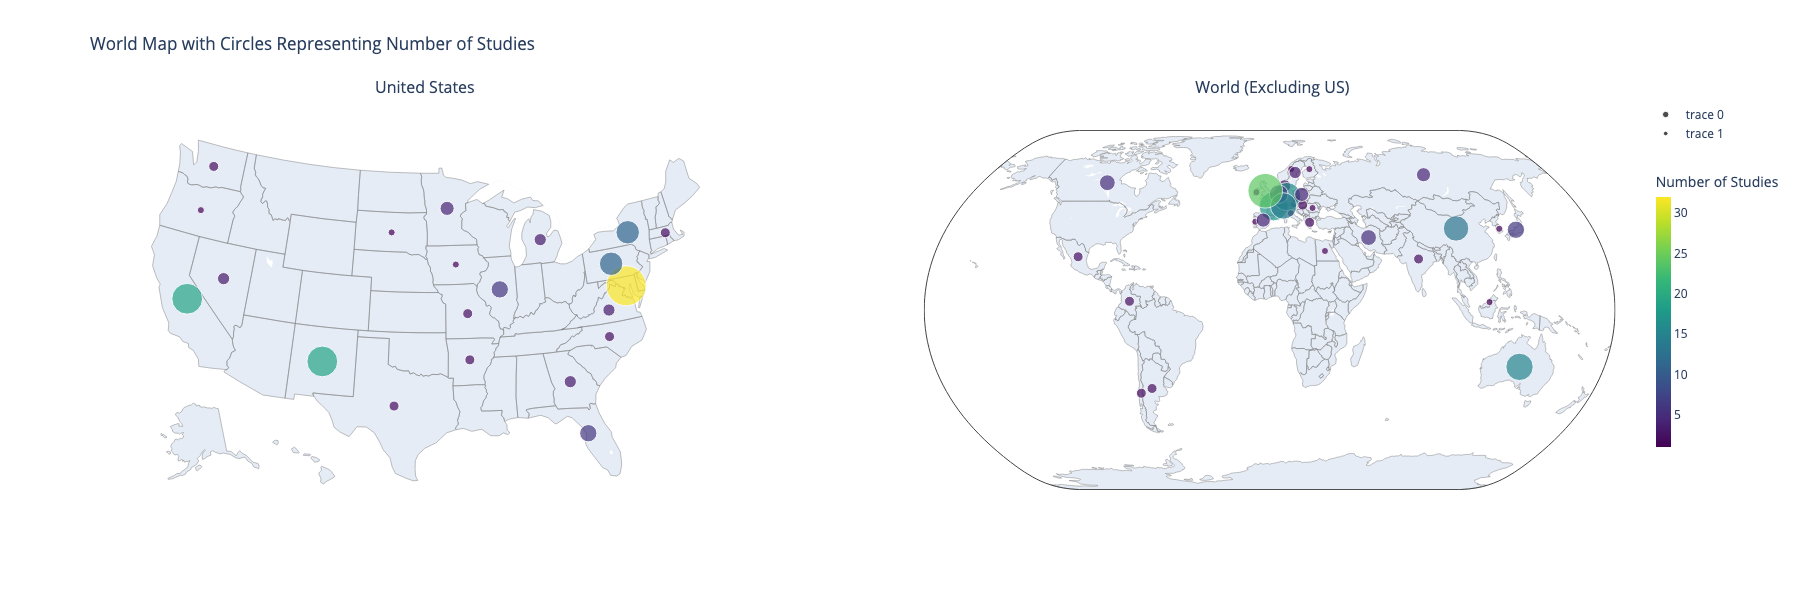 World Map with Circles Representing Number of Studies
United States
World (Excluding US)
trace 0
trace 1
Number of Studies
30
25
20
15
10
5